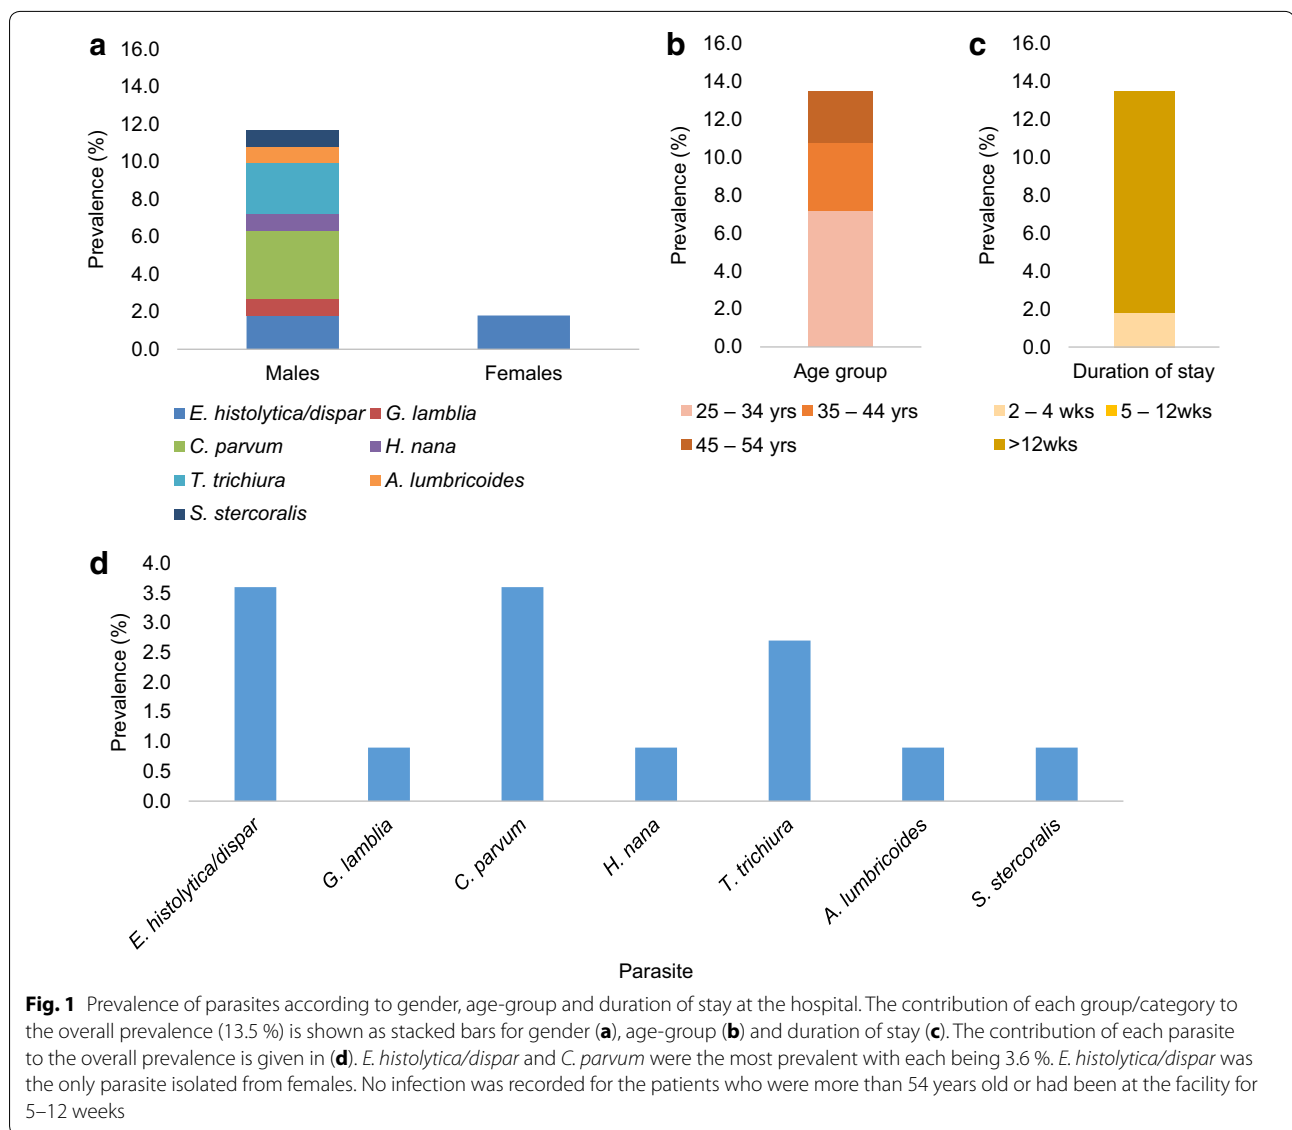 a
16.0
14.0
12.0
10.0
8.0
6.0
4.0
2.0
0.0
Prevalence (%)
Males Females
E. histolytica/dispar G. lamblia
C. parvum H. nana
T. trichiura A. lumbricoides
S. stercoralis
b
16.0
14.0
12.0
10.0
8.0
6.0
4.0
2.0
0.0
Prevalence (%)
Age group
25 – 34 yrs 35 – 44 yrs
45 – 54 yrs
c
16.0
14.0
12.0
10.0
8.0
6.0
4.0
2.0
0.0
Prevalence (%)
Duration of stay
2 – 4 wks 5 – 12wks
>12wks
d
4.0
3.5
3.0
2.5
2.0
1.5
1.0
0.5
0.0
Prevalence (%)
E. histolytica/dispar
G. lamblia
C. parvum
H. nana
T. trichiura
A. lumbricoides
S. stercoralis
Parasite
Fig. 1 Prevalence of parasites according to gender, age-group and duration of stay at the hospital. The contribution of each group/category to
the overall prevalence (13.5 %) is shown as stacked bars for gender (a), age-group (b) and duration of stay (c). The contribution of each parasite
to the overall prevalence is given in (d). E. histolytica/dispar and C. parvum were the most prevalent with each being 3.6 %. E. histolytica/dispar was
the only parasite isolated from females. No infection was recorded for the patients who were more than 54 years old or had been at the facility for
5–12 weeks